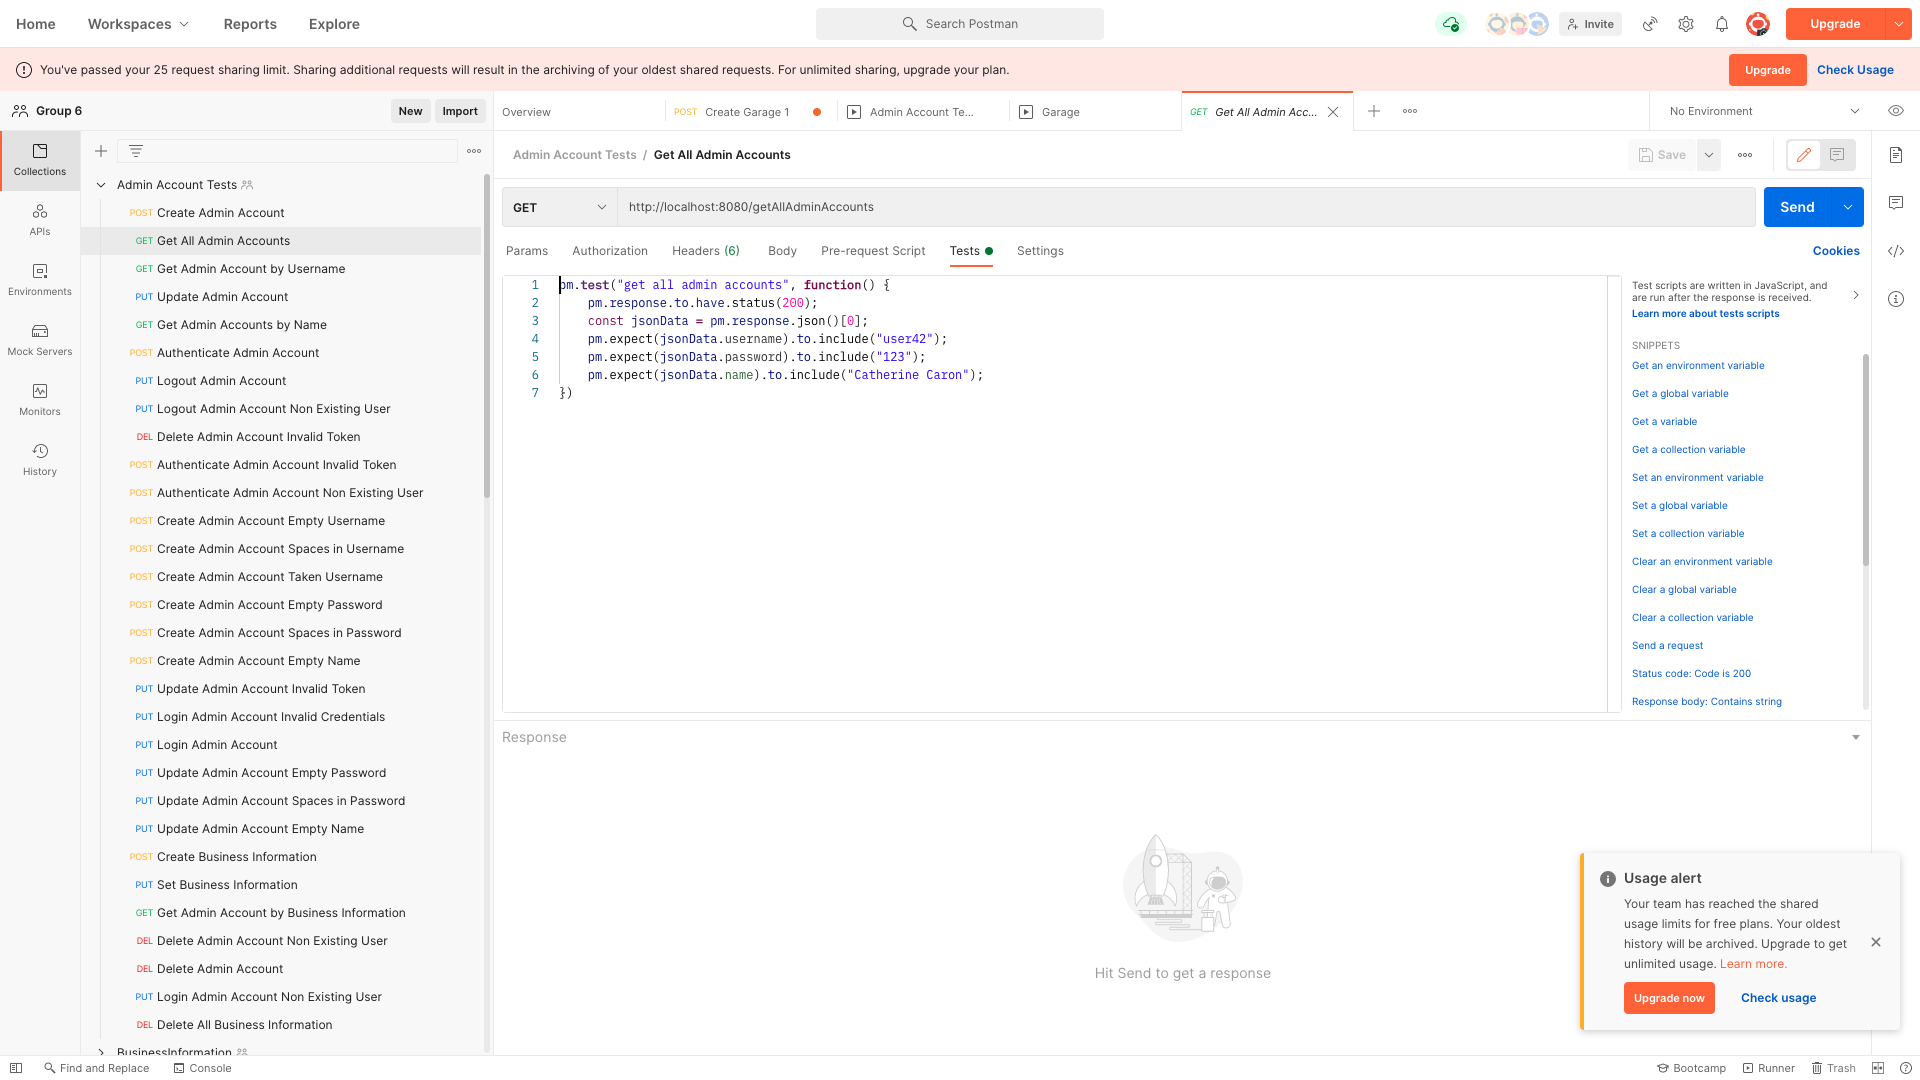 Home
Workspaces
Reports
Explore
Search Postman
Invite
Upgrade
You've passed your 25 request sharing limit. Sharing additional requests will result in the archiving of your oldest shared requests. For unlimited sharing, upgrade your plan.
Upgrade
Check Usage
Group 6
New
Import
Overview
POST Create Garage 1
Admin Account Te...
Garage
GET Get All Admin Acc...
No Environment
Collections
APIs
Environments
Mock Servers
Monitors
History
Admin Account Tests
POST Create Admin Account
GET Get All Admin Accounts
GET Get Admin Account by Username
PUT Update Admin Account
GET Get Admin Accounts by Name
POST Authenticate Admin Account
PUT Logout Admin Account
PUT Logout Admin Account Non Existing User
DEL Delete Admin Account Invalid Token
POST Authenticate Admin Account Invalid Token
POST Authenticate Admin Account Non Existing User
POST Create Admin Account Empty Username
POST Create Admin Account Spaces in Username
POST Create Admin Account Taken Username
POST Create Admin Account Empty Password
POST Create Admin Account Spaces in Password
POST Create Admin Account Empty Name
PUT Update Admin Account Invalid Token
PUT Login Admin Account Invalid Credentials
PUT Login Admin Account
PUT Update Admin Account Empty Password
PUT Update Admin Account Spaces in Password
PUT Update Admin Account Empty Name
POST Create Business Information
PUT Set Business Information
GET Get Admin Account by Business Information
DEL Delete Admin Account Non Existing User
DEL Delete Admin Account
PUT Login Admin Account Non Existing User
DEL Delete All Business Information
BusinessInformation
Admin Account Tests / Get All Admin Accounts
Save
GET
http://localhost:8080/getAllAdminAccounts
Send
Params
Authorization
Headers (6)
Body
Pre-request Script
Tests
Settings
Cookies
1 pm.test("get all admin accounts", function() {
2 pm.response.to.have.status(200);
3 const jsonData = pm.response.json()[0];
4 pm.expect(jsonData.username).to.include("user42");
5 pm.expect(jsonData.password).to.include("123");
6 pm.expect(jsonData.name).to.include("Catherine Caron");
7 })
Test scripts are written in JavaScript, and
are run after the response is received.
Learn more about tests scripts
SNIPPETS
Get an environment variable
Get a global variable
Get a variable
Get a collection variable
Set an environment variable
Set a global variable
Set a collection variable
Clear an environment variable
Clear a global variable
Clear a collection variable
Send a request
Status code: Code is 200
Response body: Contains string
Response
Hit Send to get a response
Usage alert
Your team has reached the shared
usage limits for free plans. Your oldest
history will be archived. Upgrade to get
unlimited usage. Learn more.
Upgrade now
Check usage
Find and Replace
Console
Bootcamp
Runner
Trash